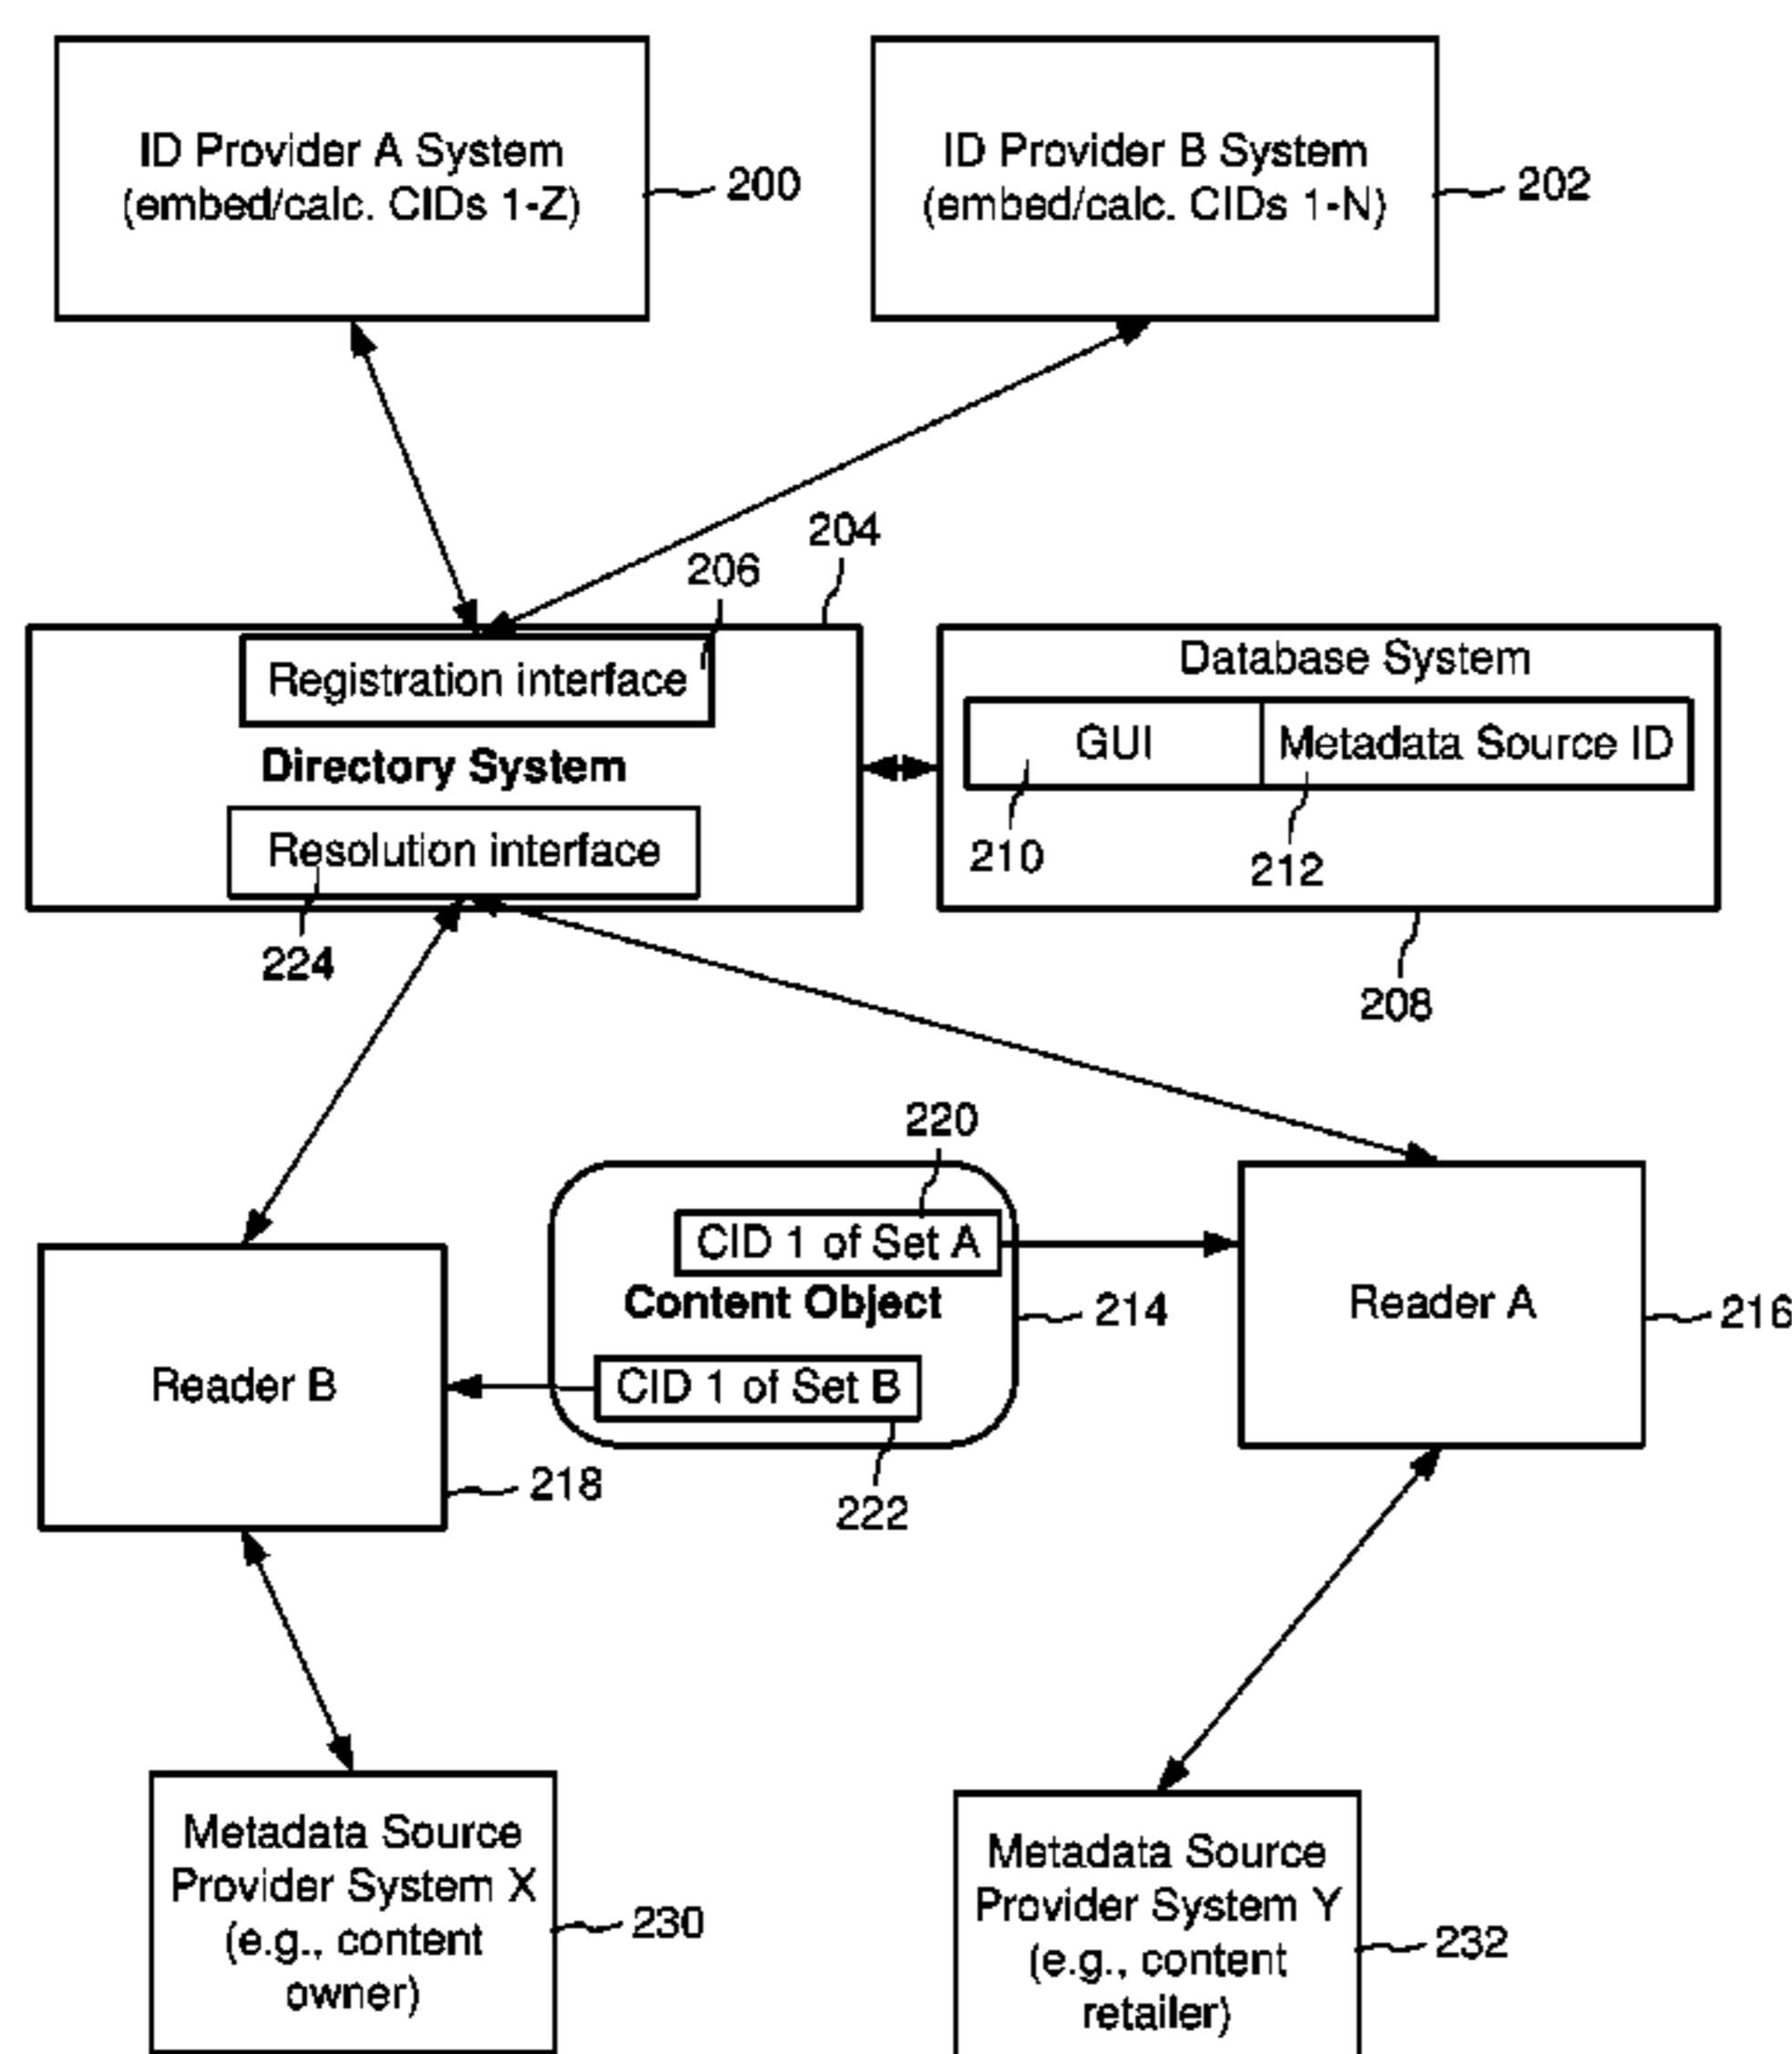 ID Provider A System
(embed/calc. CIDs 1-Z)
200
ID Provider B System
(embed/calc. CIDs 1-N)
202
204
206
Registration interface
Directory System
Resolution interface
224
Database System
GUI
Metadata Source ID
210
212
208
220
CID 1 of Set A
Content Object
214
CID 1 of Set B
222
Reader A
216
Reader B
218
Metadata Source
Provider System X
(e.g., content
owner)
230
Metadata Source
Provider System Y
(e.g., content
retailer)
232